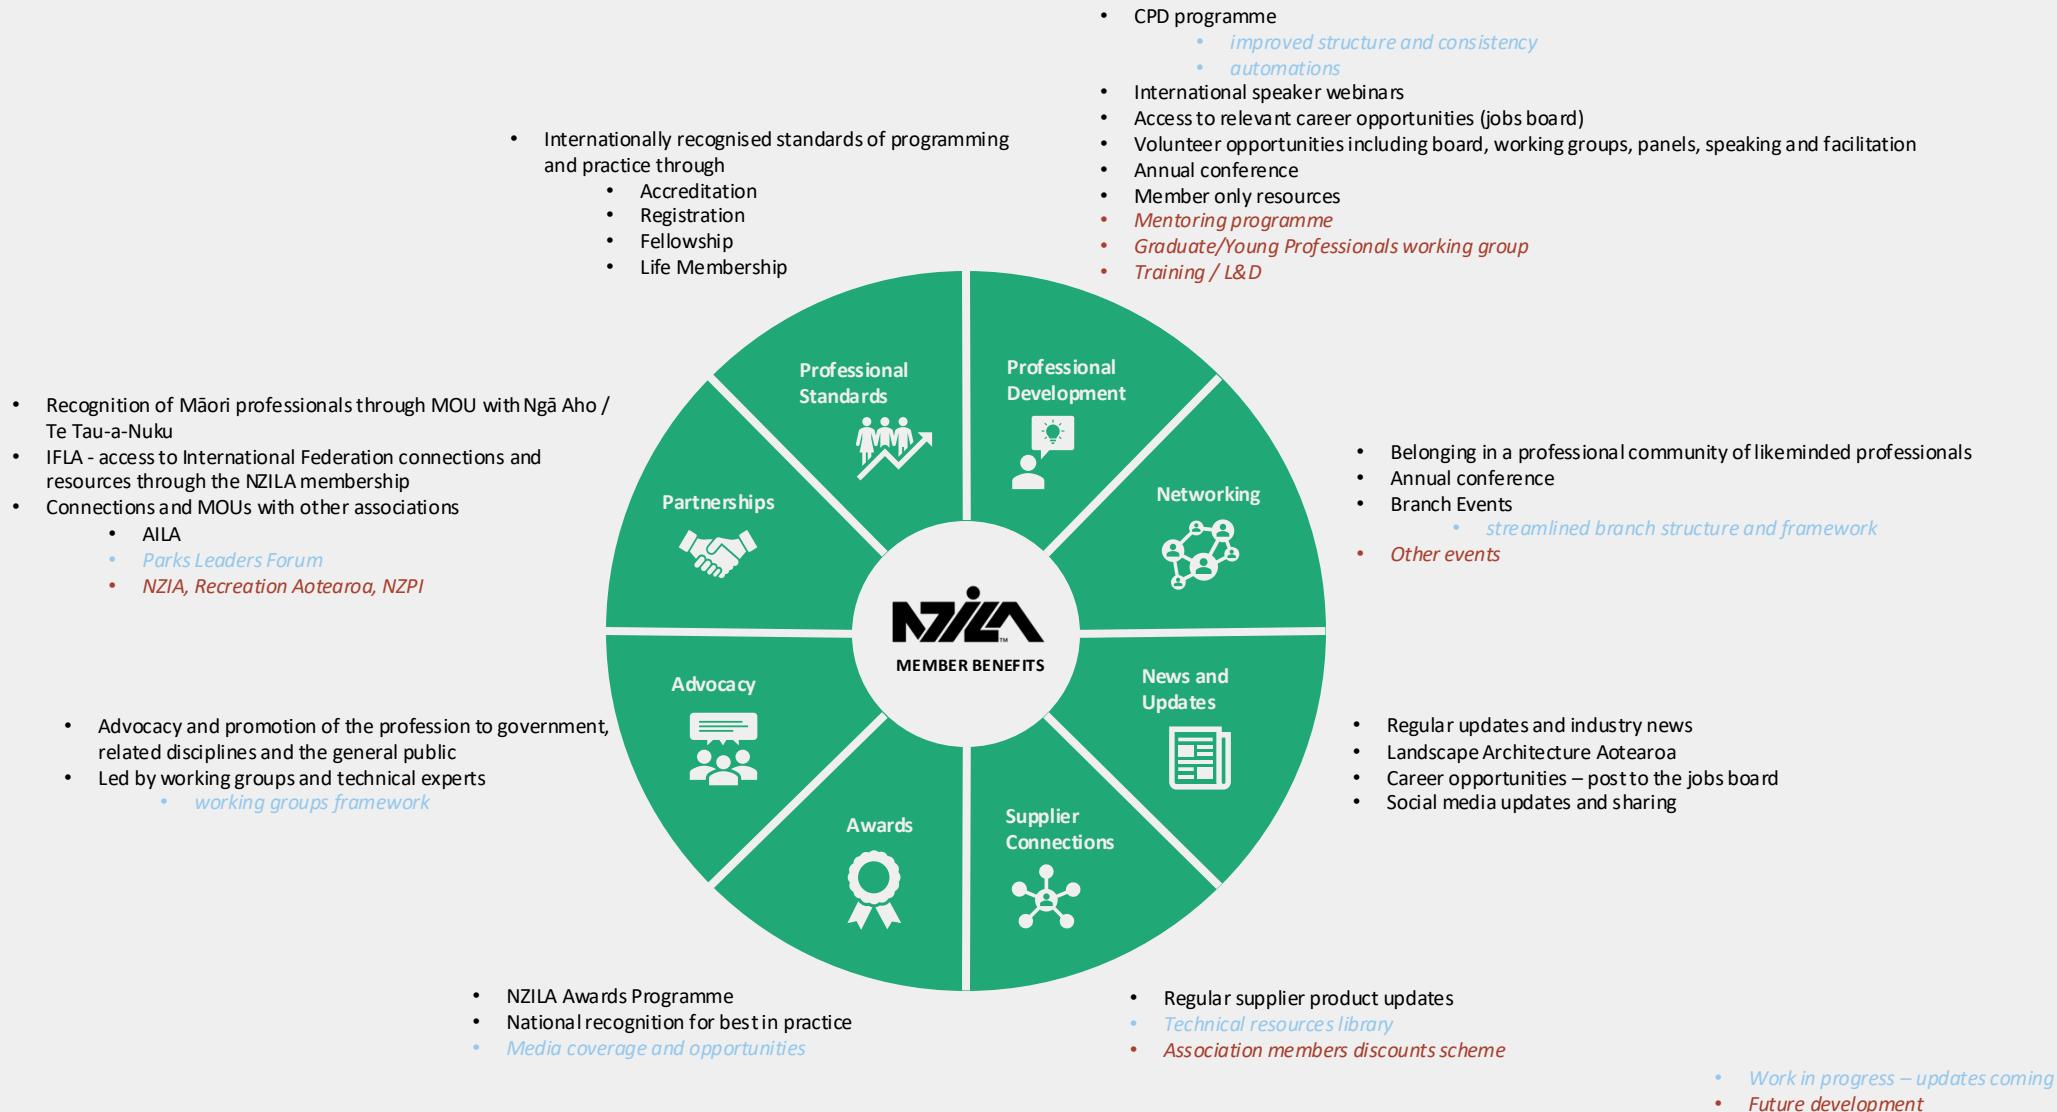 CPD programme
improved structure and consistency
automations
International speaker webinars
Access to relevant career opportunities (jobs board)
Volunteer opportunities including board, working groups, panels, speaking and facilitation
Annual conference
Member only resources
Mentoring programme
Graduate/Young Professionals working group
Training / L&D
Internationally recognised standards of programming
and practice through
Accreditation
Registration
Fellowship
Life Membership
Professional
Standards
Professional
Development
Recognition of Māori professionals through MOU with Ngā Aho /
Te Tau-a-Nuku
IFLA - access to International Federation connections and
resources through the NZILA membership
Connections and MOUs with other associations
AILA
Parks Leaders Forum
NZIA, Recreation Aotearoa, NZPI
Partnerships
Networking
Belonging in a professional community of likeminded professionals
Annual conference
Branch Events
streamlined branch structure and framework
Other events
NZILA™
MEMBER BENEFITS
Advocacy
News and
Updates
Advocacy and promotion of the profession to government,
related disciplines and the general public
Led by working groups and technical experts
working groups framework
Regular updates and industry news
Landscape Architecture Aotearoa
Career opportunities – post to the jobs board
Social media updates and sharing
Awards
Supplier
Connections
NZILA Awards Programme
National recognition for best in practice
Media coverage and opportunities
Regular supplier product updates
Technical resources library
Association members discounts scheme
Work in progress – updates coming
Future development